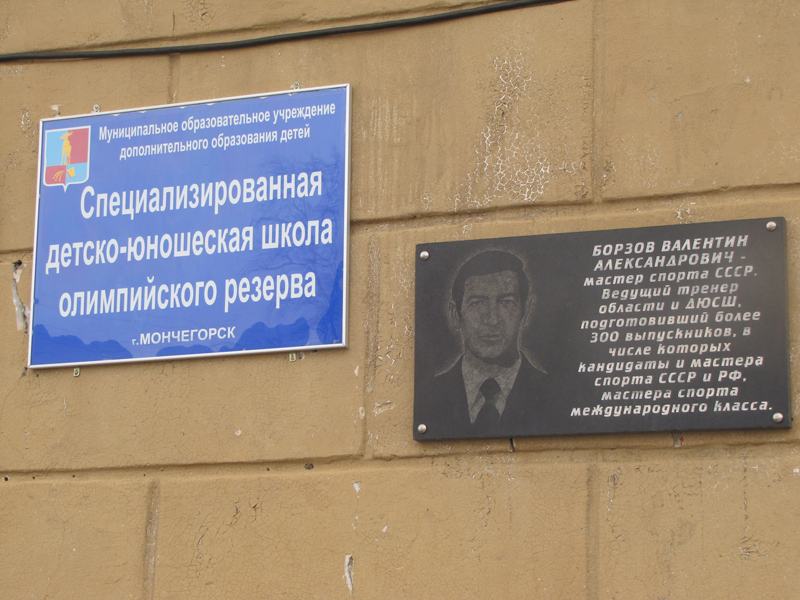 Муниципальное образовательное учреждение
дополнительного образования детей
Специализированная
детско-юношеская школа
олимпийского резерва
г.МОНЧЕГОРСК
БОРЗОВ ВАЛЕНТИН
АЛЕКСАНДРОВИЧ -
мастер спорта СССР.
Ведущий тренер
области и ДЮСШ,
подготовивший более
300 выпускников, в
числе которых
кандидаты и мастера
спорта СССР и РФ,
мастера спорта
международного класса.